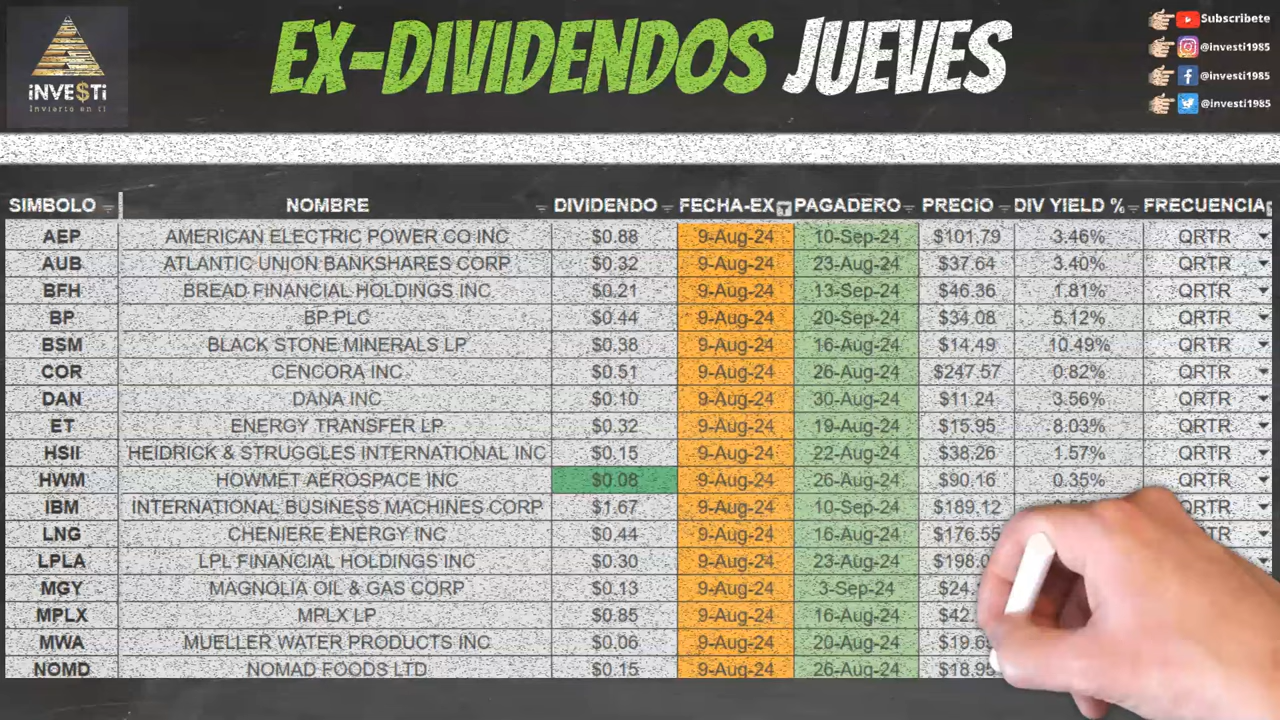 iNVE$Ti
Invierto en ti
EX-DIVIDENDOS JUEVES
Subscribete
@investi1985
@investi1985
@investi1985
SIMBOLO NOMBRE DIVIDENDO FECHA-EX PAGADERO PRECIO DIV YIELD % FRECUENCIA
AEP AMERICAN ELECTRIC POWER CO INC $0.88 9-Aug-24 10-Sep-24 $101.79 3.46% QRTR
AUB ATLANTIC UNION BANKSHARES CORP $0.32 9-Aug-24 23-Aug-24 $37.64 3.40% QRTR
BFH BREAD FINANCIAL HOLDINGS INC $0.21 9-Aug-24 13-Sep-24 $46.36 1.81% QRTR
BP BP PLC $0.44 9-Aug-24 20-Sep-24 $34.08 5.12% QRTR
BSM BLACK STONE MINERALS LP $0.38 9-Aug-24 16-Aug-24 $14.49 10.49% QRTR
COR CENCORA INC $0.51 9-Aug-24 26-Aug-24 $247.57 0.82% QRTR
DAN DANA INC $0.10 9-Aug-24 30-Aug-24 $11.24 3.56% QRTR
ET ENERGY TRANSFER LP $0.32 9-Aug-24 19-Aug-24 $15.95 8.03% QRTR
HSII HEIDRICK & STRUGGLES INTERNATIONAL INC $0.15 9-Aug-24 22-Aug-24 $38.26 1.57% QRTR
HWM HOWMET AEROSPACE INC $0.08 9-Aug-24 26-Aug-24 $90.16 0.35% QRTR
IBM INTERNATIONAL BUSINESS MACHINES CORP $1.67 9-Aug-24 10-Sep-24 $189.12
LNG CHENIERE ENERGY INC $0.44 9-Aug-24 16-Aug-24 $176.55
LPLA LPL FINANCIAL HOLDINGS INC $0.30 9-Aug-24 23-Aug-24
MGY MAGNOLIA OIL & GAS CORP $0.13 9-Aug-24 3-Sep-24
MPLX MPLX LP $0.85 9-Aug-24 16-Aug-24
MWA MUELLER WATER PRODUCTS INC $0.06 9-Aug-24 20-Aug-24
NOMD NOMAD FOODS LTD $0.15 9-Aug-24 26-Aug-24